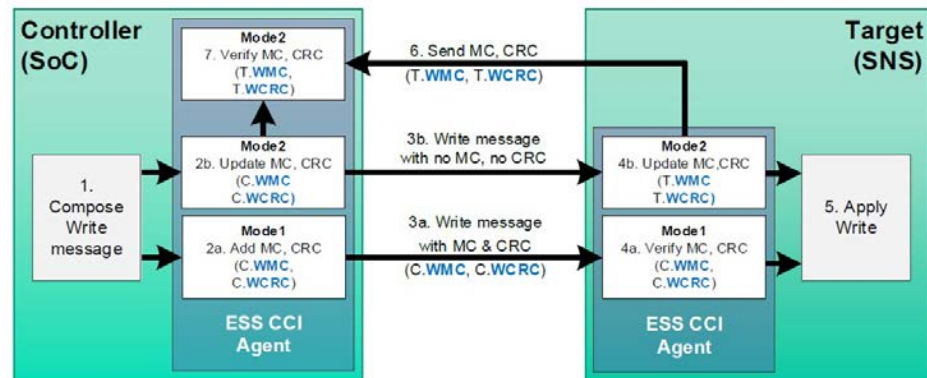 Controller
(SoC)
Mode2
7. Verify MC, CRC
(T.WMC,
T.WCRC)
6. Send MC, CRC
(T.WMC, T.WCRC)
Target
(SNS)
1.
Compose
Write
message
Mode2
2b. Update MC, CRC
(C.WMC
C.WCRC)
3b. Write message
with no MC, no CRC
Mode2
4b. Update MC,CRC
(T.WMC
T.WCRC)
5. Apply
Write
Mode1
2a. Add MC, CRC
(C.WMC,
C.WCRC)
3a. Write message
with MC & CRC
(C.WMC, C.WCRC)
Mode1
4a. Verify MC, CRC
(C.WMC,
C.WCRC)
ESS CCI
Agent
ESS CCI
Agent